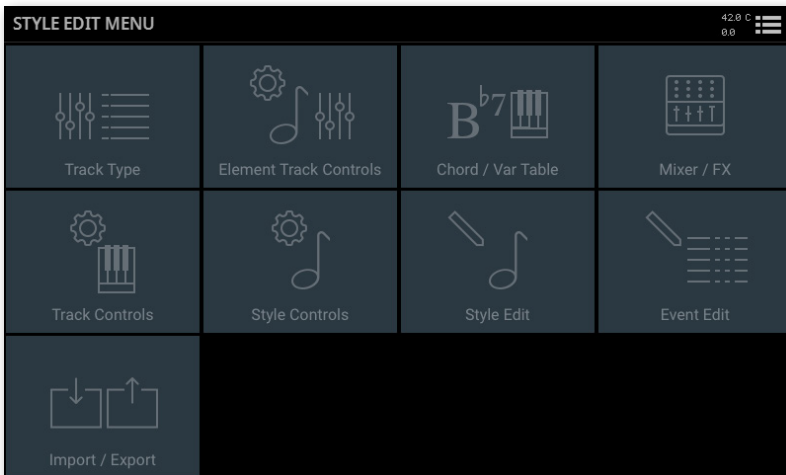 STYLE EDIT MENU
42.0 C
0.0
Track Type
Element Track Controls
B♭7
Chord / Var Table
Mixer / FX
Track Controls
Style Controls
Style Edit
Event Edit
Import / Export